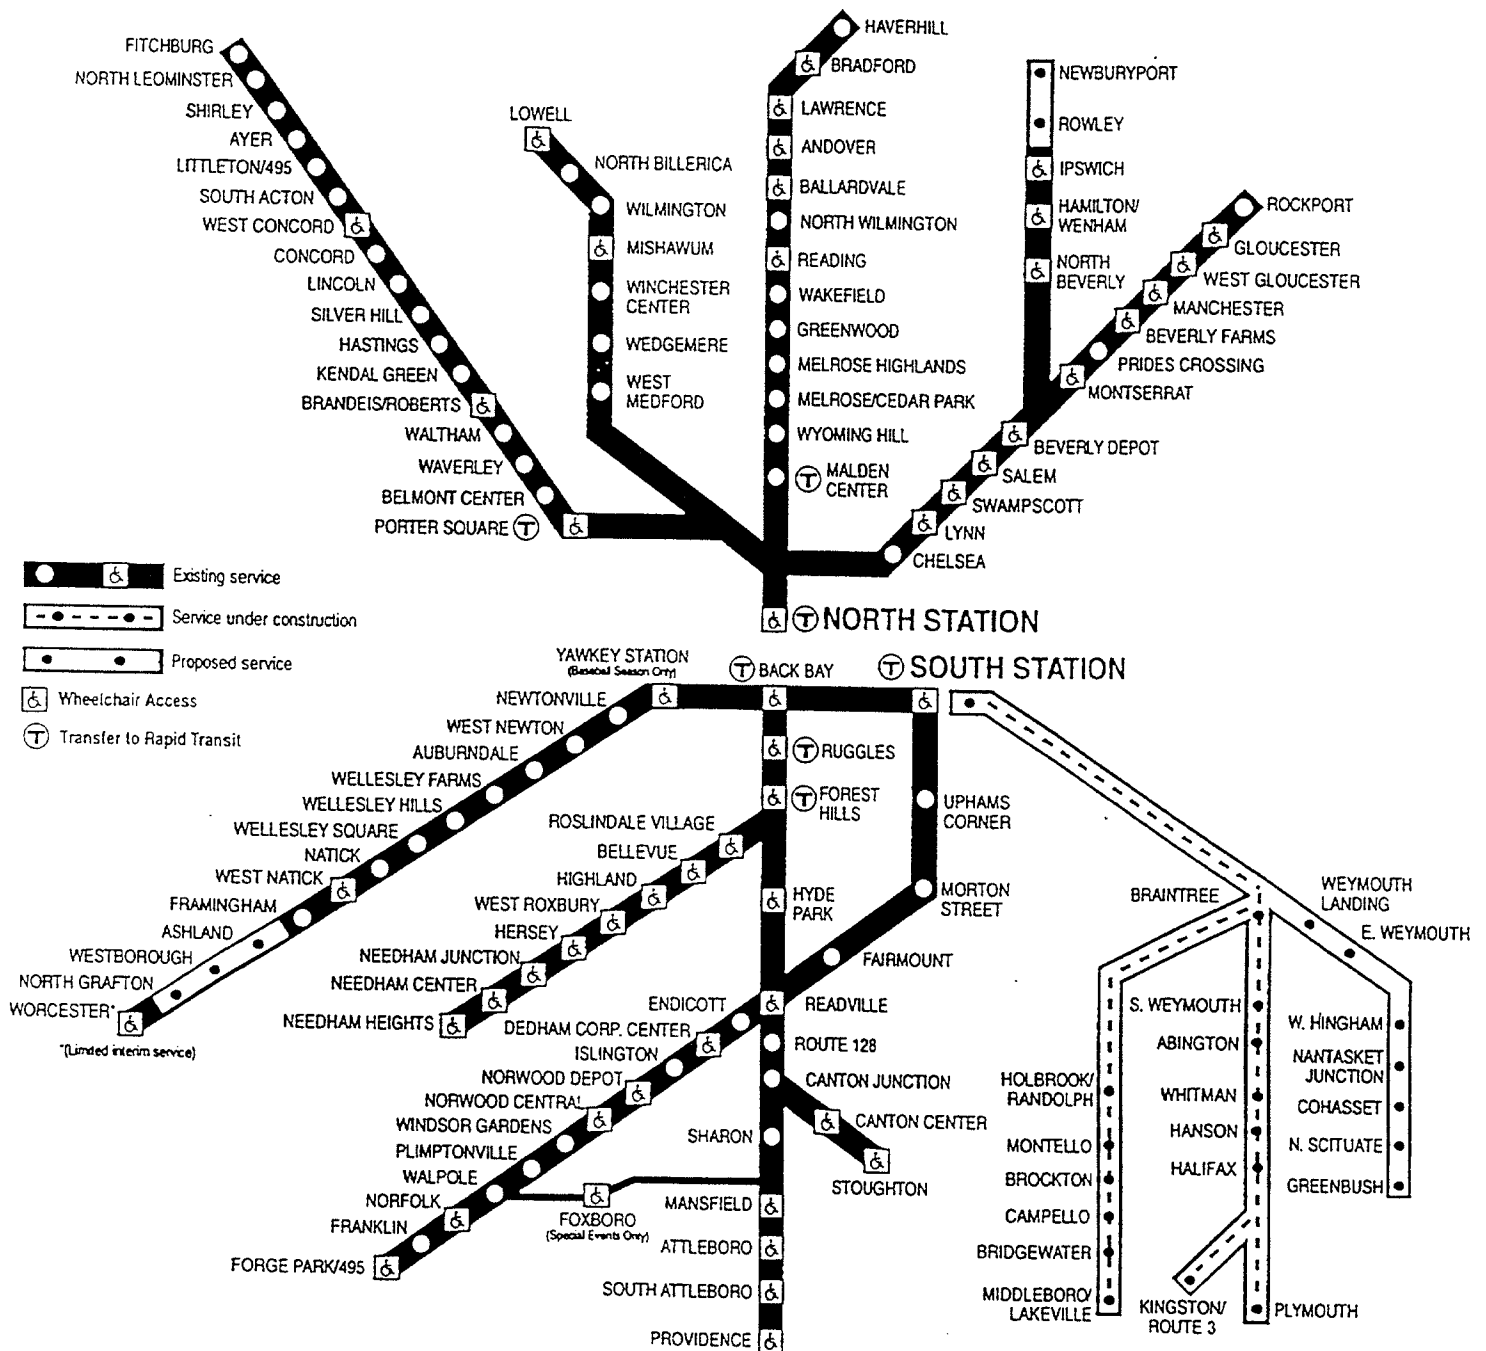 FITCHBURG
NORTH LEOMINSTER
SHIRLEY
AYER
LITTLETON/495
SOUTH ACTON
WEST CONCORD
CONCORD
LINCOLN
SILVER HILL
HASTINGS
KENDAL GREEN
BRANDEIS/ROBERTS
WALTHAM
WAVERLEY
BELMONT CENTER
PORTER SQUARE T
LOWELL
NORTH BILLERICA
WILMINGTON
MISHAWUM
WINCHESTER
CENTER
WEDGEMERE
WEST
MEDFORD
HAVERHILL
BRADFORD
LAWRENCE
ANDOVER
BALLARDVALE
NORTH WILMINGTON
READING
WAKEFIELD
GREENWOOD
MELROSE HIGHLANDS
MELROSE/CEDAR PARK
WYOMING HILL
T MALDEN
CENTER
NEWBURYPORT
ROWLEY
IPSWICH
HAMILTON/
WENHAM
NORTH
BEVERLY
ROCKPORT
GLOUCESTER
WEST GLOUCESTER
MANCHESTER
BEVERLY FARMS
PRIDES CROSSING
MONTSERRAT
BEVERLY DEPOT
SALEM
SWAMPSCOTT
LYNN
CHELSEA
T NORTH STATION
Existing service
Service under construction
Proposed service
Wheelchair Access
T Transfer to Rapid Transit
YAWKEY STATION
(Baseball Season Only)
T BACK BAY
T SOUTH STATION
NEWTONVILLE
WEST NEWTON
AUBURNDALE
WELLESLEY FARMS
WELLESLEY HILLS
WELLESLEY SQUARE
NATICK
WEST NATICK
FRAMINGHAM
ASHLAND
WESTBOROUGH
NORTH GRAFTON
WORCESTER*
*(Limited interim service)
T RUGGLES
T FOREST
HILLS
ROSLINDALE VILLAGE
BELLEVUE
HIGHLAND
WEST ROXBURY
HERSEY
NEEDHAM JUNCTION
NEEDHAM CENTER
NEEDHAM HEIGHTS
HYDE
PARK
UPHAMS
CORNER
MORTON
STREET
FAIRMOUNT
READVILLE
ENDICOTT
DEDHAM CORP. CENTER
ISLINGTON
NORWOOD DEPOT
NORWOOD CENTRAL
WINDSOR GARDENS
PLIMPTONVILLE
WALPOLE
NORFOLK
FRANKLIN
FORGE PARK/495
ROUTE 128
CANTON JUNCTION
CANTON CENTER
STOUGHTON
SHARON
FOXBORO
(Special Events Only)
MANSFIELD
ATTLEBORO
SOUTH ATTLEBORO
PROVIDENCE
BRAINTREE
WEYMOUTH
LANDING
E. WEYMOUTH
W. HINGHAM
NANTASKET
JUNCTION
COHASSET
N. SCITUATE
GREENBUSH
S. WEYMOUTH
ABINGTON
WHITMAN
HANSON
HALIFAX
KINGSTON/
ROUTE 3
PLYMOUTH
HOLBROOK/
RANDOLPH
MONTELLO
BROCKTON
CAMPELLO
BRIDGEWATER
MIDDLEBORO/
LAKEVILLE